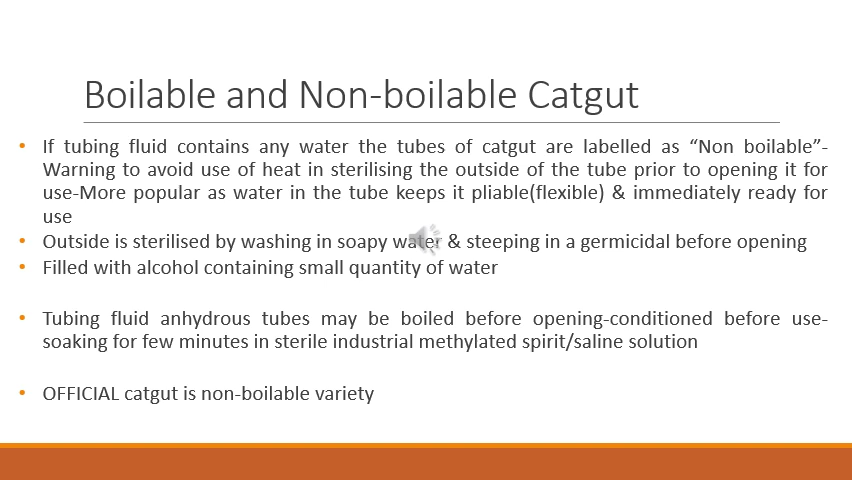 Boilable and Non-boilable Catgut
• If tubing fluid contains any water the tubes of catgut are labelled as “Non boilable”-
Warning to avoid use of heat in sterilising the outside of the tube prior to opening it for
use-More popular as water in the tube keeps it pliable(flexible) & immediately ready for
use
• Outside is sterilised by washing in soapy water & steeping in a germicidal before opening
• Filled with alcohol containing small quantity of water
• Tubing fluid anhydrous tubes may be boiled before opening-conditioned before use-
soaking for few minutes in sterile industrial methylated spirit/saline solution
• OFFICIAL catgut is non-boilable variety